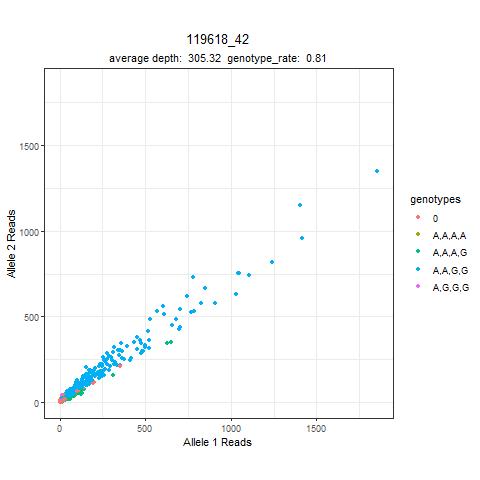 119618_42
average depth:  305.32  genotype_rate:  0.81
Allele 2 Reads
1500
1000
500
0
0
500
1000
1500
Allele 1 Reads
genotypes
0
A,A,A,A
A,A,A,G
A,A,G,G
A,G,G,G